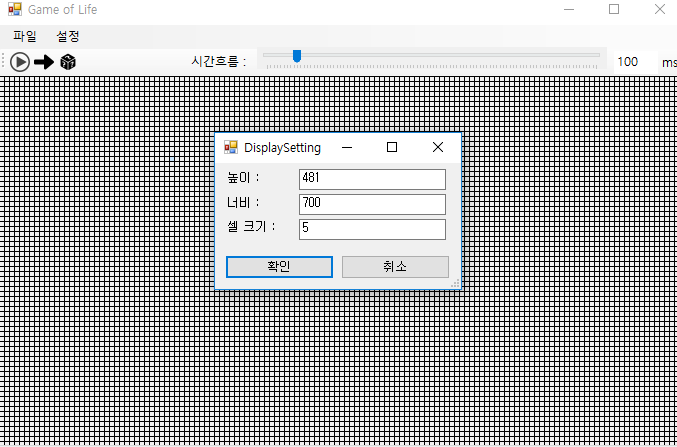 Game of Life
파일 설정
시간흐름 : 100 ms
DisplaySetting
높이 : 481
너비 : 700
셀 크기 : 5
확인 취소